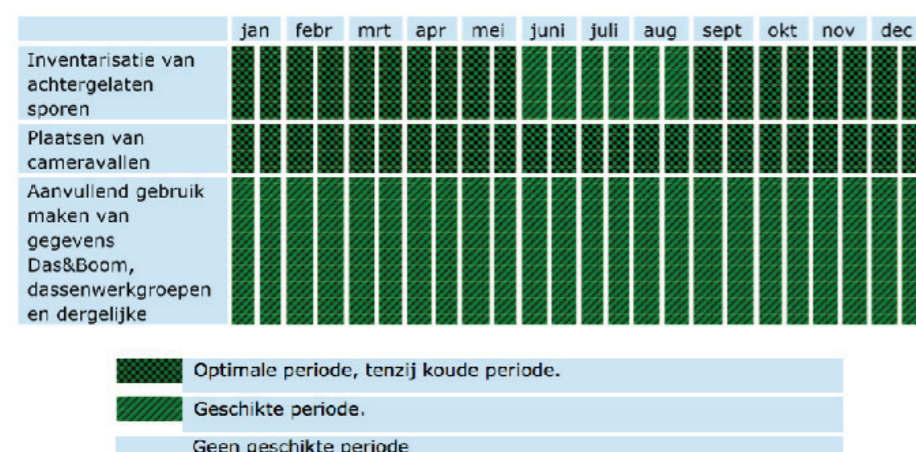 jan febr mrt apr mei juni juli aug sept okt nov dec
Inventarisatie van
achtergelaten
sporen
Plaatsen van
cameravallen
Aanvullend gebruik
maken van
gegevens
Das&Boom,
dassenwerkgroepen
en dergelijke
Optimale periode, tenzij koude periode.
Geschikte periode.
Geen geschikte periode